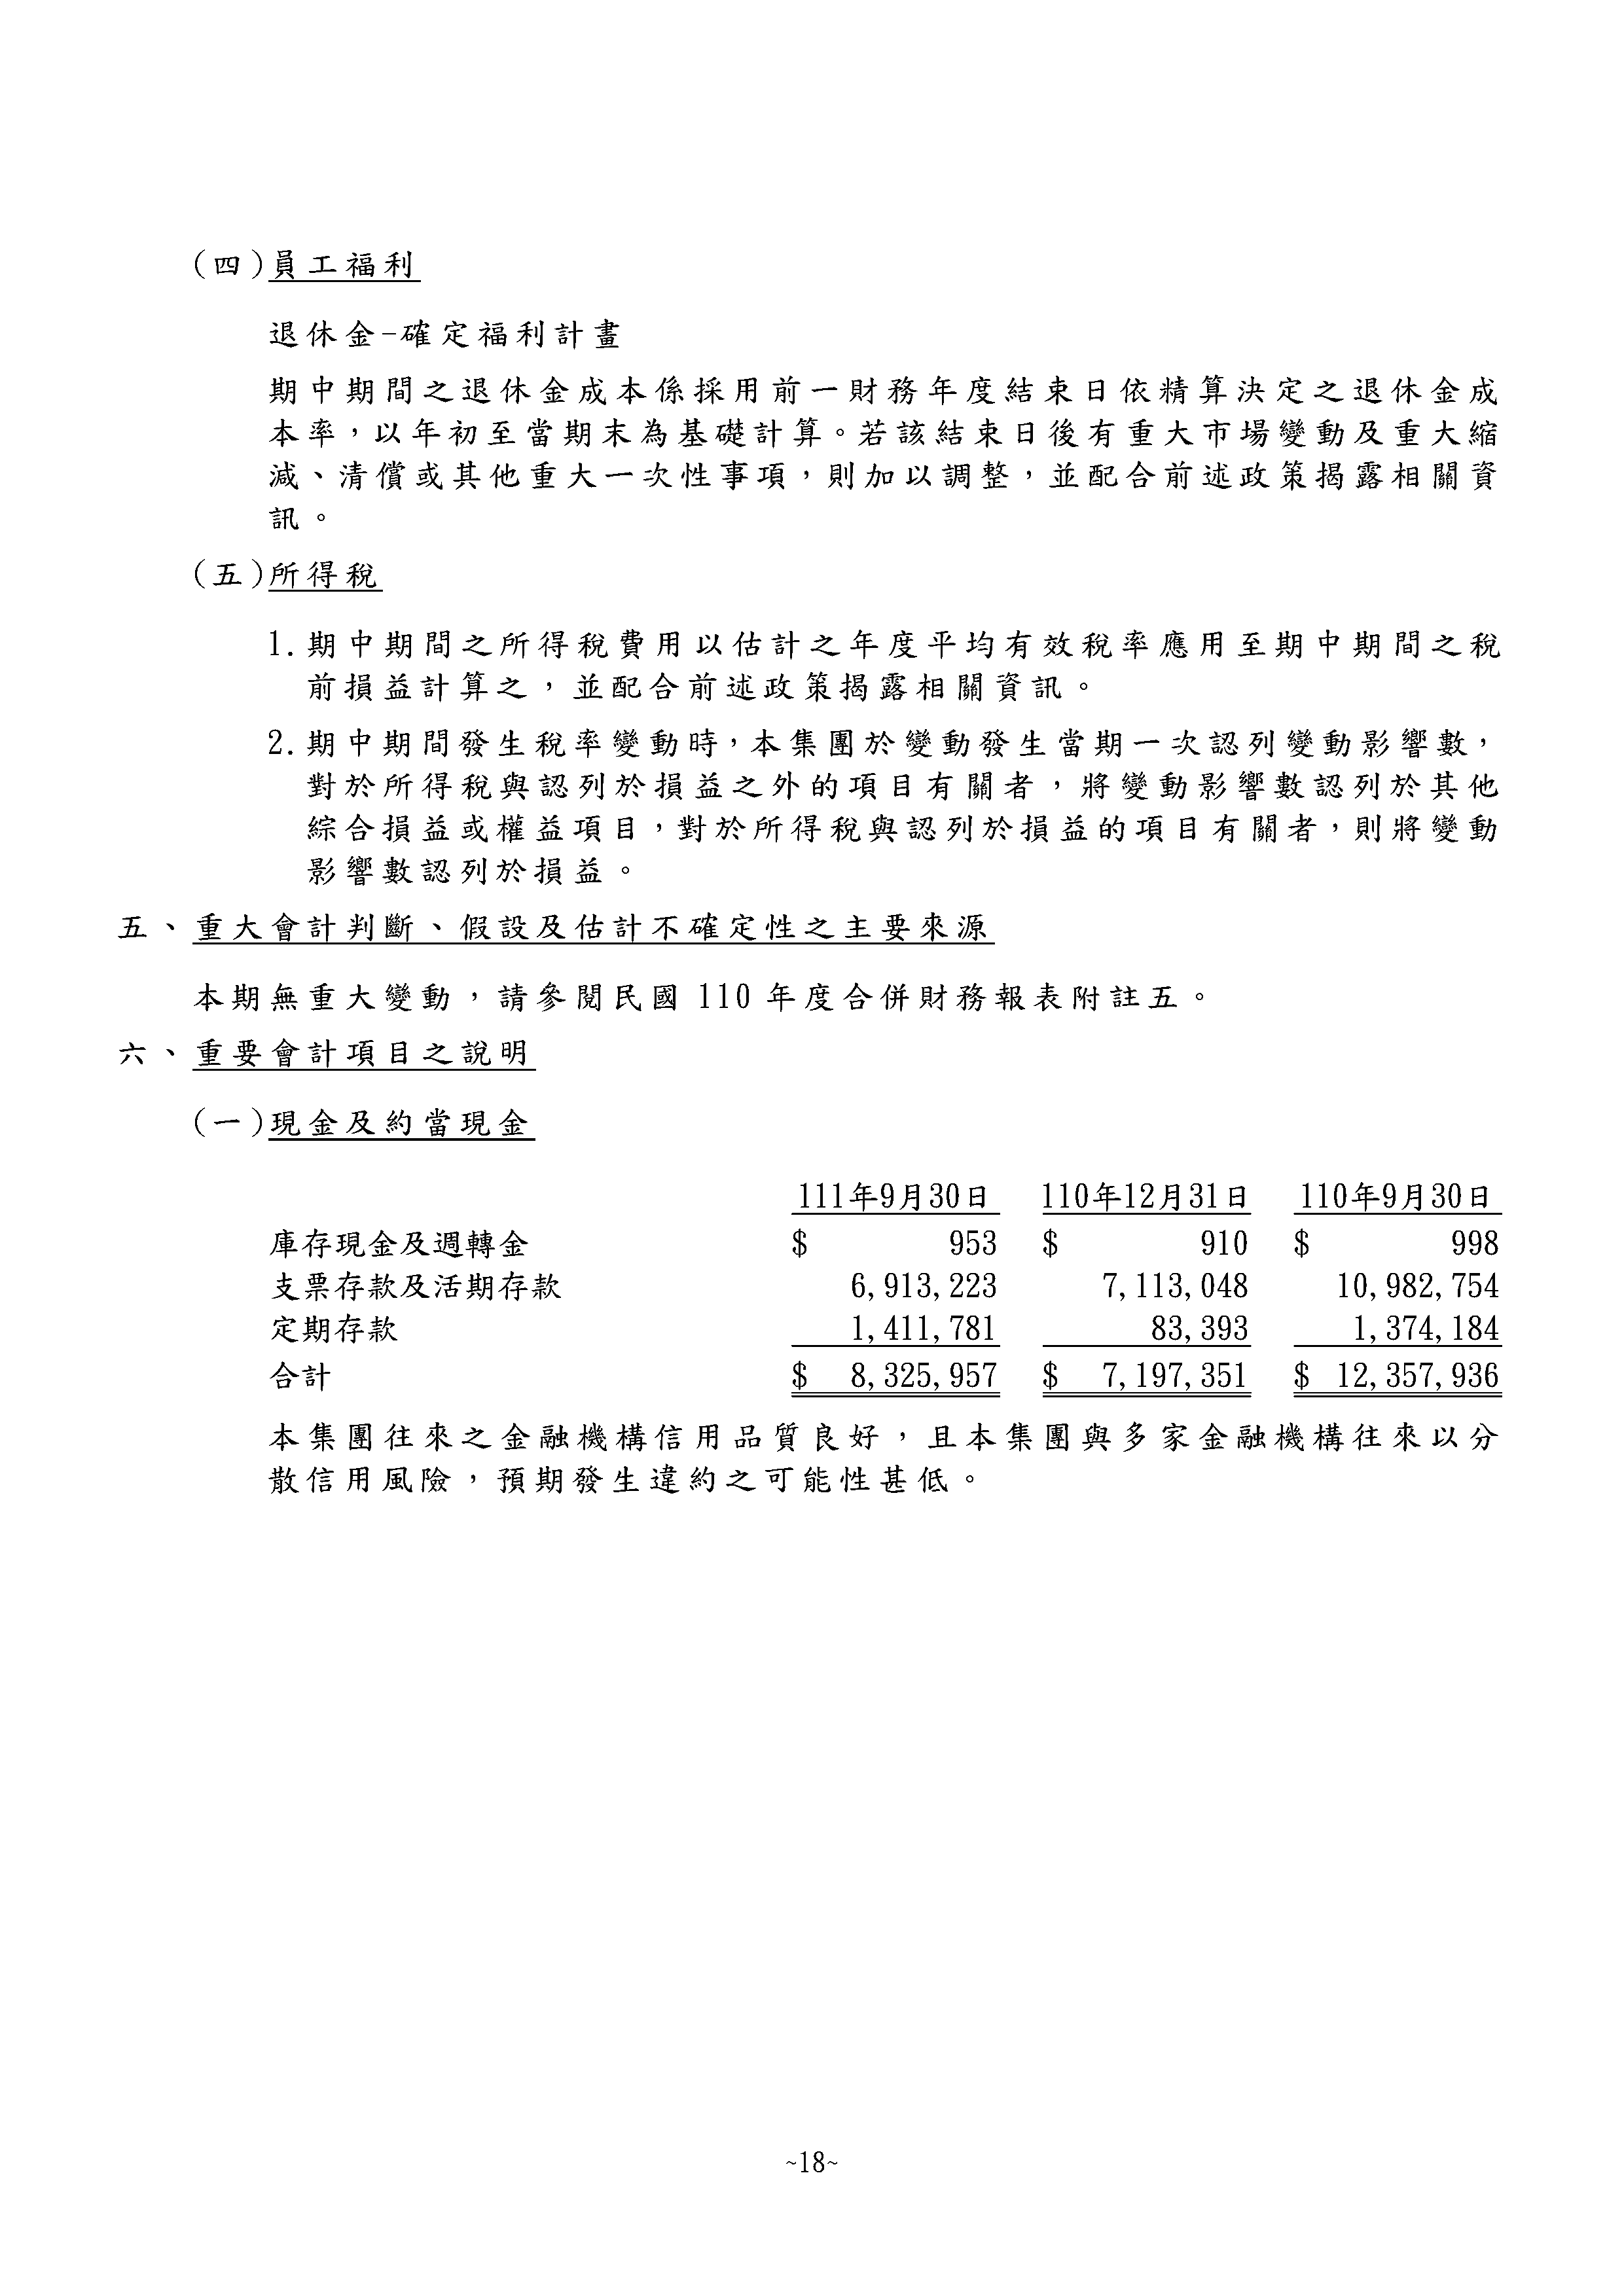 (四)員工福利
退休金-確定福利計畫
期中期間之退休金成本係採用前一財務年度結束日依精算決定之退休金成
本率，以年初至當期末為基礎計算。若該結束日後有重大市場變動及重大縮
減、清償或其他重大一次性事項，則加以調整，並配合前述政策揭露相關資
訊。
(五)所得稅
1.期中期間之所得稅費用以估計之年度平均有效稅率應用至期中期間之稅
前損益計算之，並配合前述政策揭露相關資訊。
2.期中期間發生稅率變動時，本集團於變動發生當期一次認列變動影響數，
對於所得稅與認列於損益之外的項目有關者，將變動影響數認列於其他
綜合損益或權益項目，對於所得稅與認列於損益的項目有關者，則將變動
影響數認列於損益。
五、重大會計判斷、假設及估計不確定性之主要來源
本期無重大變動，請參閱民國 110 年度合併財務報表附註五。
六、重要會計項目之說明
(一)現金及約當現金
111年9月30日 110年12月31日 110年9月30日
庫存現金及週轉金 $ 953 $ 910 $ 998
支票存款及活期存款 6,913,223 7,113,048 10,982,754
定期存款 1,411,781 83,393 1,374,184
合計 $ 8,325,957 $ 7,197,351 $ 12,357,936
本集團往來之金融機構信用品質良好，且本集團與多家金融機構往來以分
散信用風險，預期發生違約之可能性甚低。
~18~